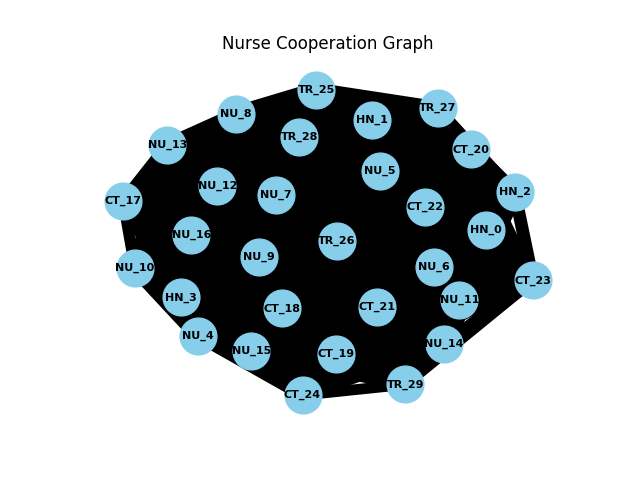 Nurse Cooperation Graph
TR_25
TR_27
NU_8
HN_1
TR_28
NU_13
CT_20
NU_5
NU_12
HN_2
NU_7
CT_17
CT_22
HN_0
NU_16
TR_26
NU_9
NU_6
NU_10
CT_23
HN_3
NU_11
CT_21
CT_18
NU_4
NU_14
NU_15
CT_19
TR_29
CT_24